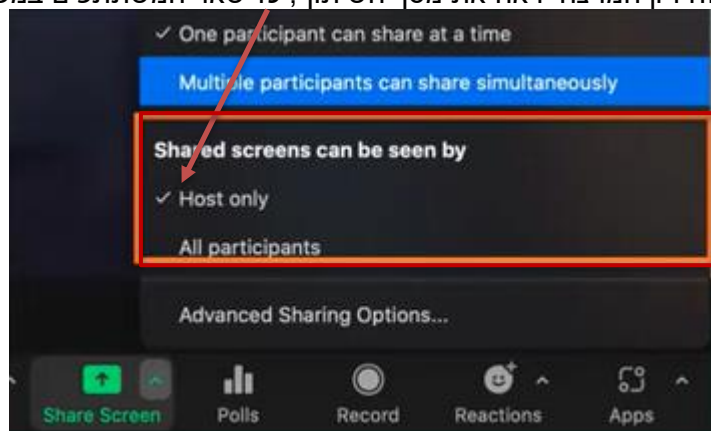 ✓ One participant can share at a time
Multiple participants can share simultaneously
Shared screens can be seen by
✓ Host only
All participants
Advanced Sharing Options...
Share Screen
Polls
Record
Reactions
Apps